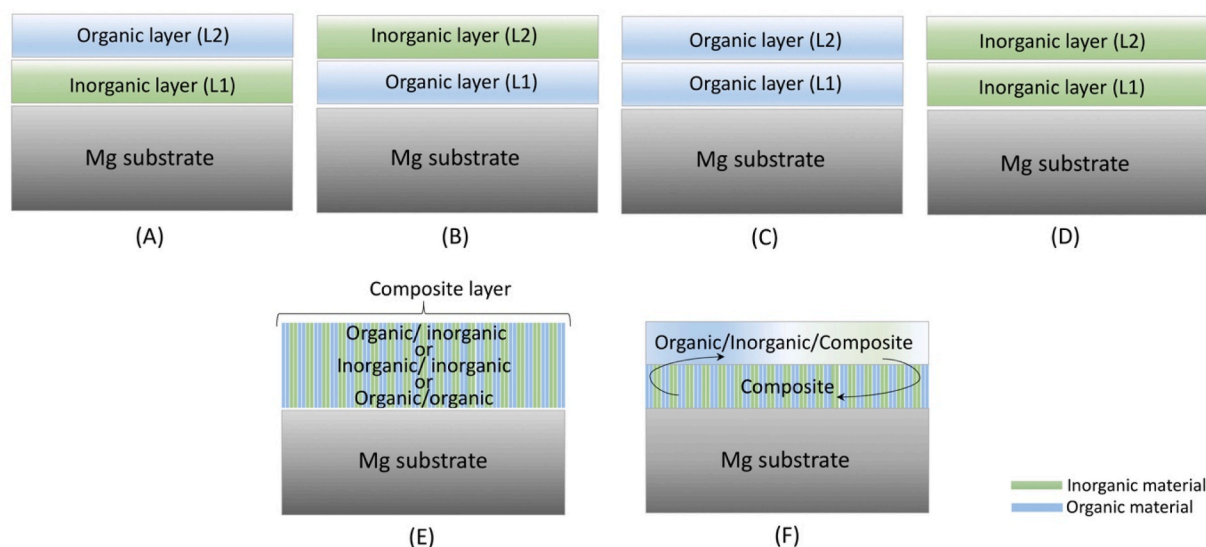 Organic layer (L2)
Inorganic layer (L1)
Mg substrate
(A)
Inorganic layer (L2)
Organic layer (L1)
Mg substrate
(B)
Organic layer (L2)
Organic layer (L1)
Mg substrate
(C)
Inorganic layer (L2)
Inorganic layer (L1)
Mg substrate
(D)
Composite layer
Organic/ inorganic
or
Inorganic/ inorganic
or
Organic/organic
Mg substrate
(E)
Organic/Inorganic/Composite
Composite
Mg substrate
(F)
Inorganic material
Organic material